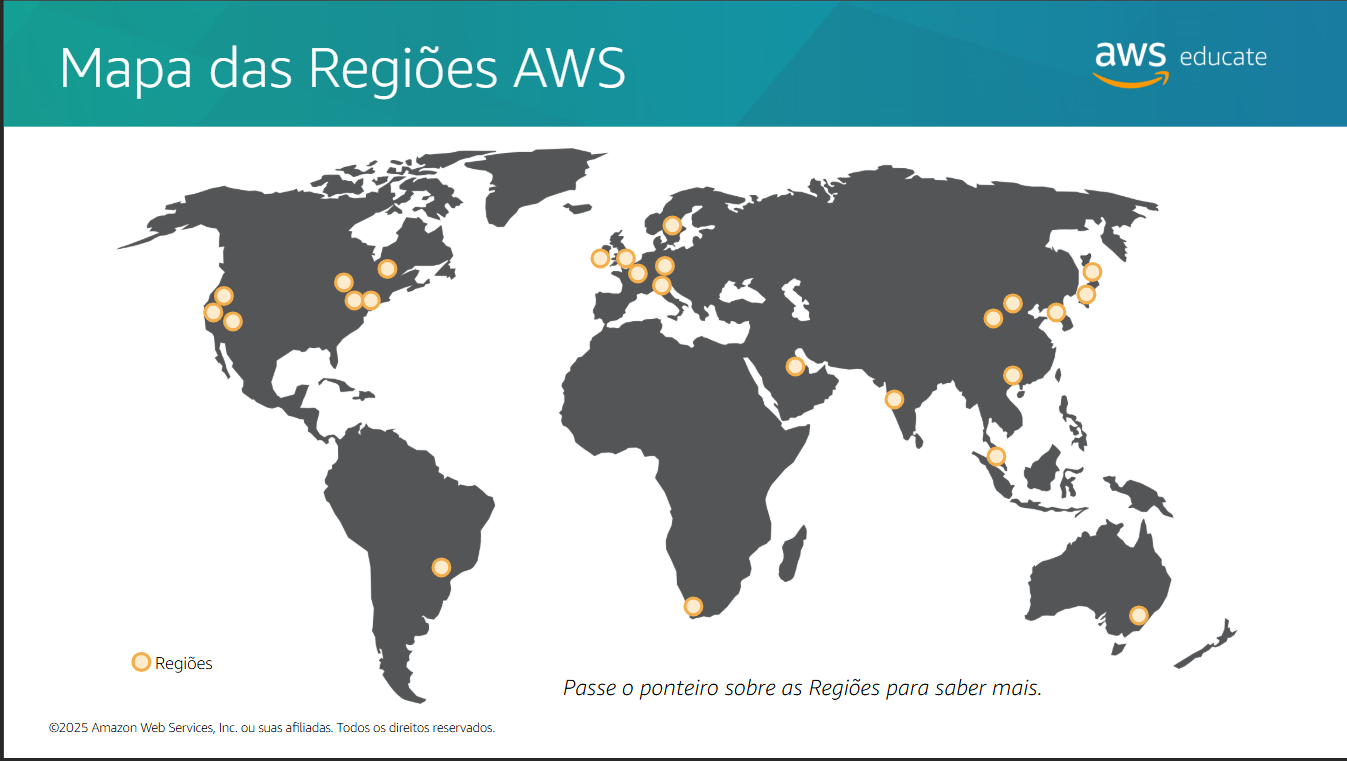 Mapa das Regiões AWS
aws educate
Regiões
Passe o ponteiro sobre as Regiões para saber mais.
©2025 Amazon Web Services, Inc. ou suas afiliadas. Todos os direitos reservados.